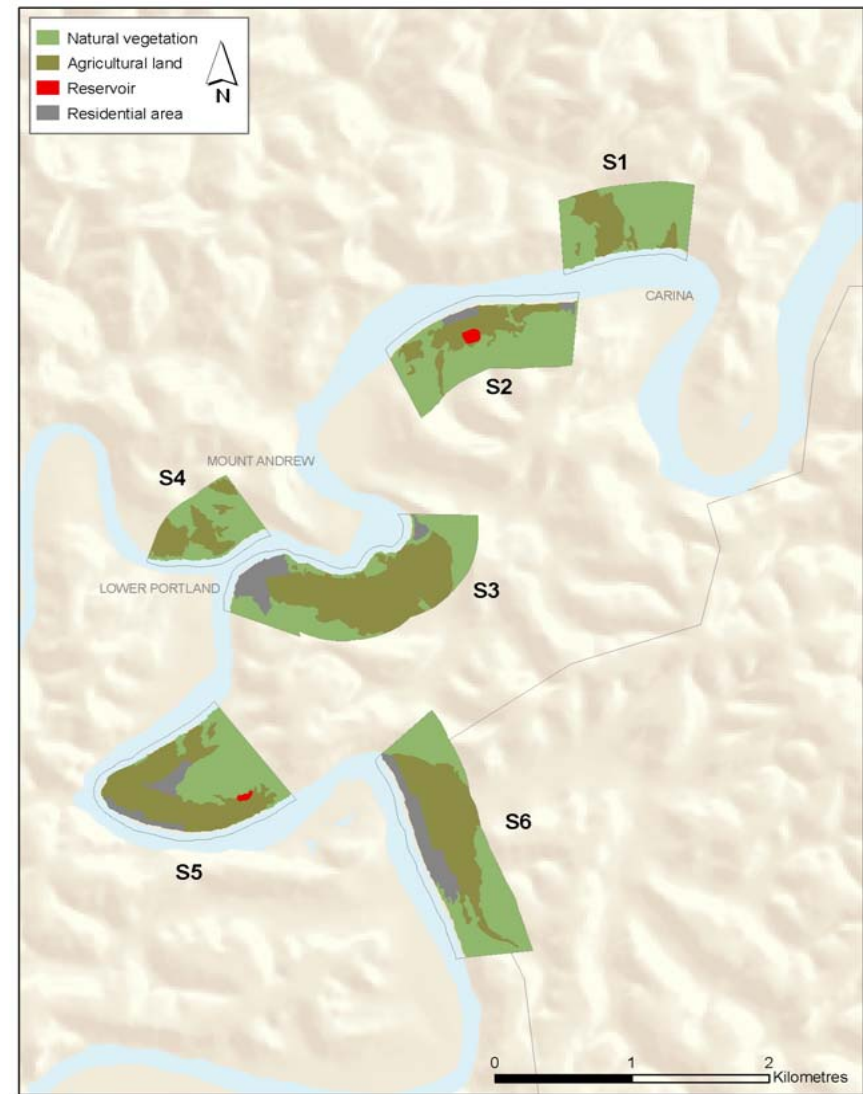 Natural vegetation
Agricultural land
Reservoir
Residential area
N
S1
CARINA
S2
MOUNT ANDREW
S4
LOWER PORTLAND
S3
S6
S5
0 1 2
Kilometres